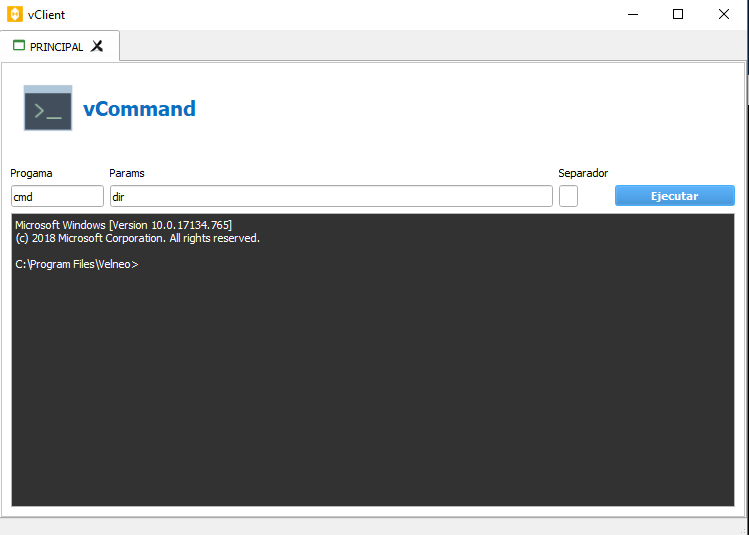 vClient
PRINCIPAL
>_
vCommand
Progama Params Separador
cmd dir Ejecutar
Microsoft Windows [Version 10.0.17134.765]
(c) 2018 Microsoft Corporation. All rights reserved.
C:\Program Files\Velneo>